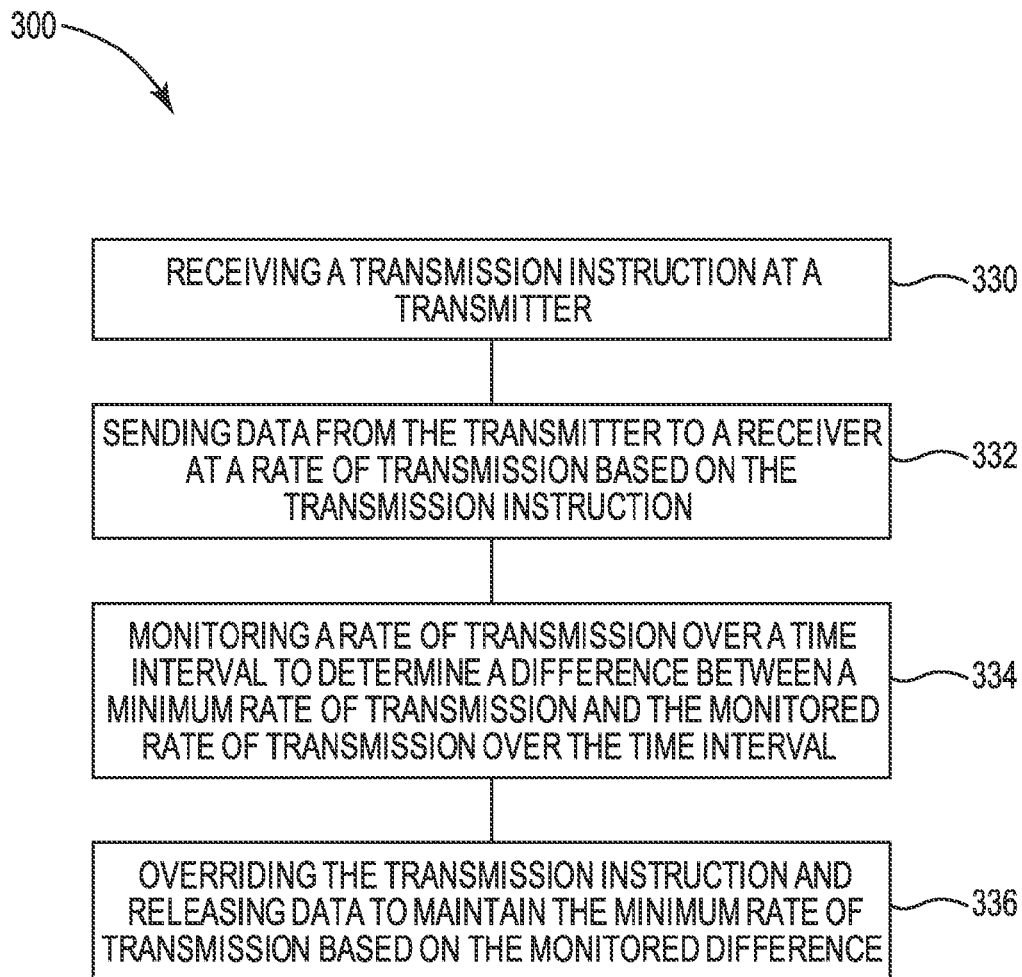 300
RECEIVING A TRANSMISSION INSTRUCTION AT A
TRANSMITTER
330
SENDING DATA FROM THE TRANSMITTER TO A RECEIVER
AT A RATE OF TRANSMISSION BASED ON THE
TRANSMISSION INSTRUCTION
332
MONITORING A RATE OF TRANSMISSION OVER A TIME
INTERVAL TO DETERMINE A DIFFERENCE BETWEEN A
MINIMUM RATE OF TRANSMISSION AND THE MONITORED
RATE OF TRANSMISSION OVER THE TIME INTERVAL
334
OVERRIDING THE TRANSMISSION INSTRUCTION AND
RELEASING DATA TO MAINTAIN THE MINIMUM RATE OF
TRANSMISSION BASED ON THE MONITORED DIFFERENCE
336